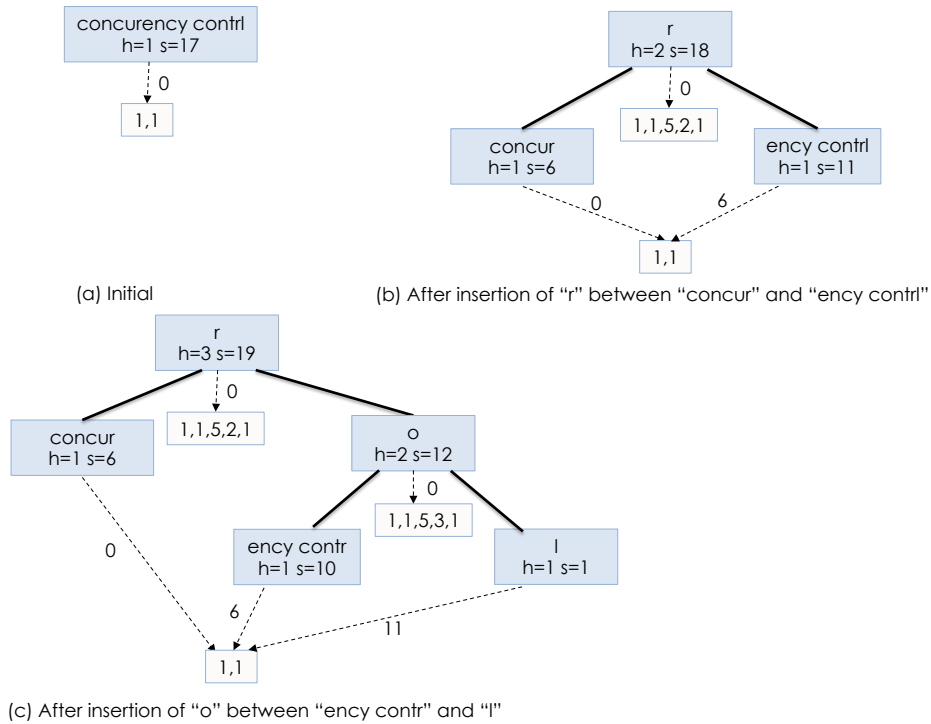 concurency contrl
h=1 s=17
0
1,1
(a) Initial
r
h=2 s=18
0
1,1,5,2,1
concur
h=1 s=6
ency contrl
h=1 s=11
0
6
1,1
(b) After insertion of “r” between “concur” and “ency contrl”
r
h=3 s=19
0
1,1,5,2,1
concur
h=1 s=6
o
h=2 s=12
0
1,1,5,3,1
ency contr
h=1 s=10
l
h=1 s=1
0
6
11
1,1
(c) After insertion of “o” between “ency contr” and “l”